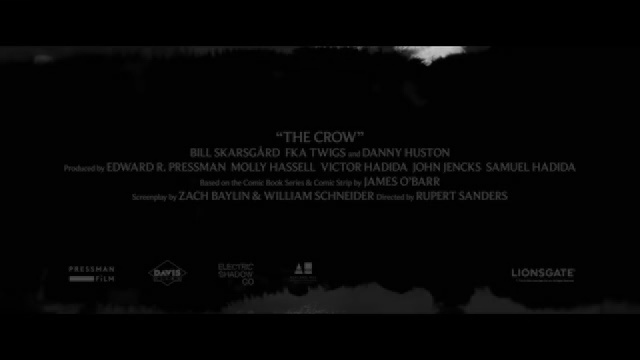 “THE CROW”
BILL SKARSGÅRD FKA TWIGS and DANNY HUSTON
Produced by EDWARD R. PRESSMAN MOLLY HASSELL VICTOR HADIDA JOHN JENCKS SAMUEL HADIDA
Based on the Comic Book Series & Comic Strip by JAMES O’BARR
Screenplay by ZACH BAYLIN & WILLIAM SCHNEIDER Directed by RUPERT SANDERS
PRESSMAN FILM
DAVIS
ELECTRIC SHADOW CO
LIONSGATE